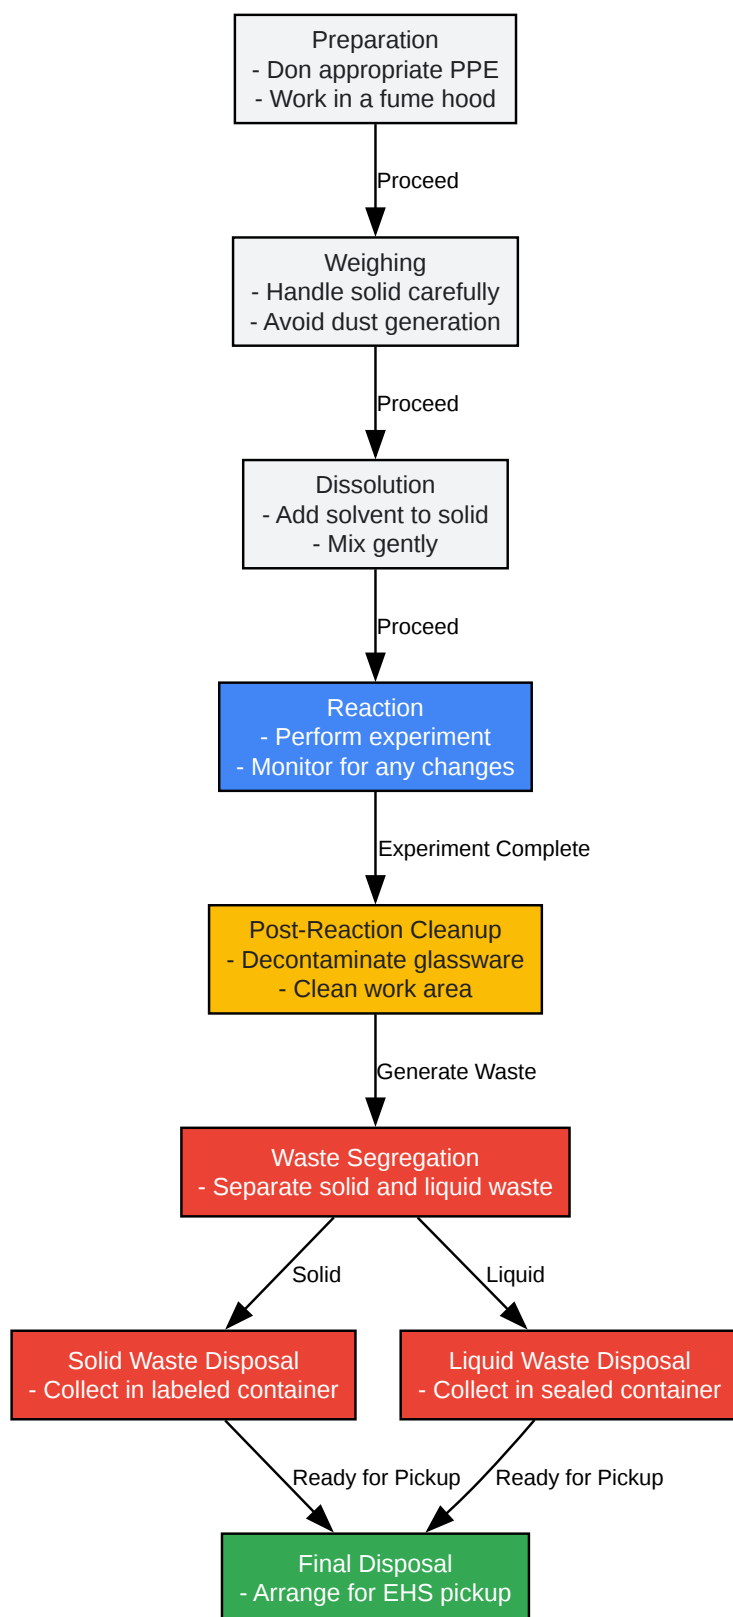 Preparation
- Don appropriate PPE
- Work in a fume hood
Proceed
Weighing
- Handle solid carefully
- Avoid dust generation
Proceed
Dissolution
- Add solvent to solid
- Mix gently
Proceed
Reaction
- Perform experiment
- Monitor for any changes
Experiment Complete
Post-Reaction Cleanup
- Decontaminate glassware
- Clean work area
Generate Waste
Waste Segregation
- Separate solid and liquid waste
Solid
Liquid
Solid Waste Disposal
- Collect in labeled container
Liquid Waste Disposal
- Collect in sealed container
Ready for Pickup
Ready for Pickup
Final Disposal
- Arrange for EHS pickup